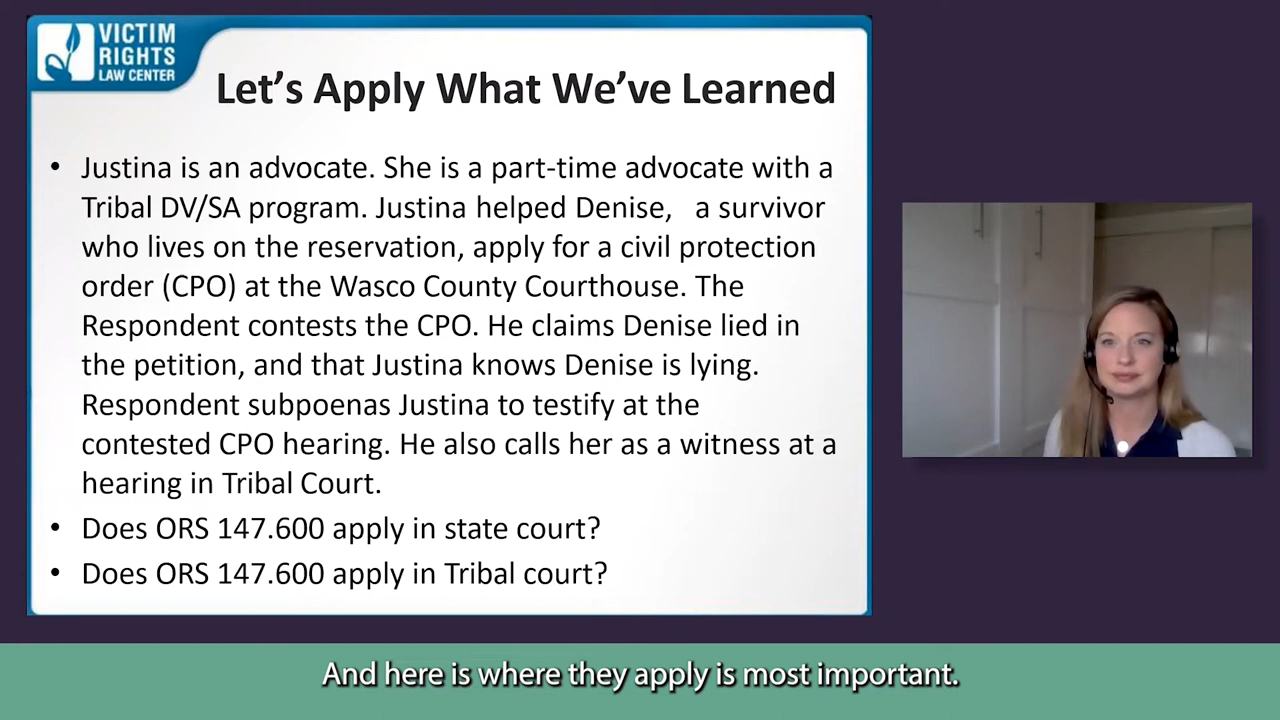 VICTIM
RIGHTS
LAW CENTER
Let's Apply What We've Learned
• Justina is an advocate. She is a part-time advocate with a
Tribal DV/SA program. Justina helped Denise, a survivor
who lives on the reservation, apply for a civil protection
order (CPO) at the Wasco County Courthouse. The
Respondent contests the CPO. He claims Denise lied in
the petition, and that Justina knows Denise is lying.
Respondent subpoenas Justina to testify at the
contested CPO hearing. He also calls her as a witness at a
hearing in Tribal Court.
• Does ORS 147.600 apply in state court?
• Does ORS 147.600 apply in Tribal court?
And here is where they apply is most important.